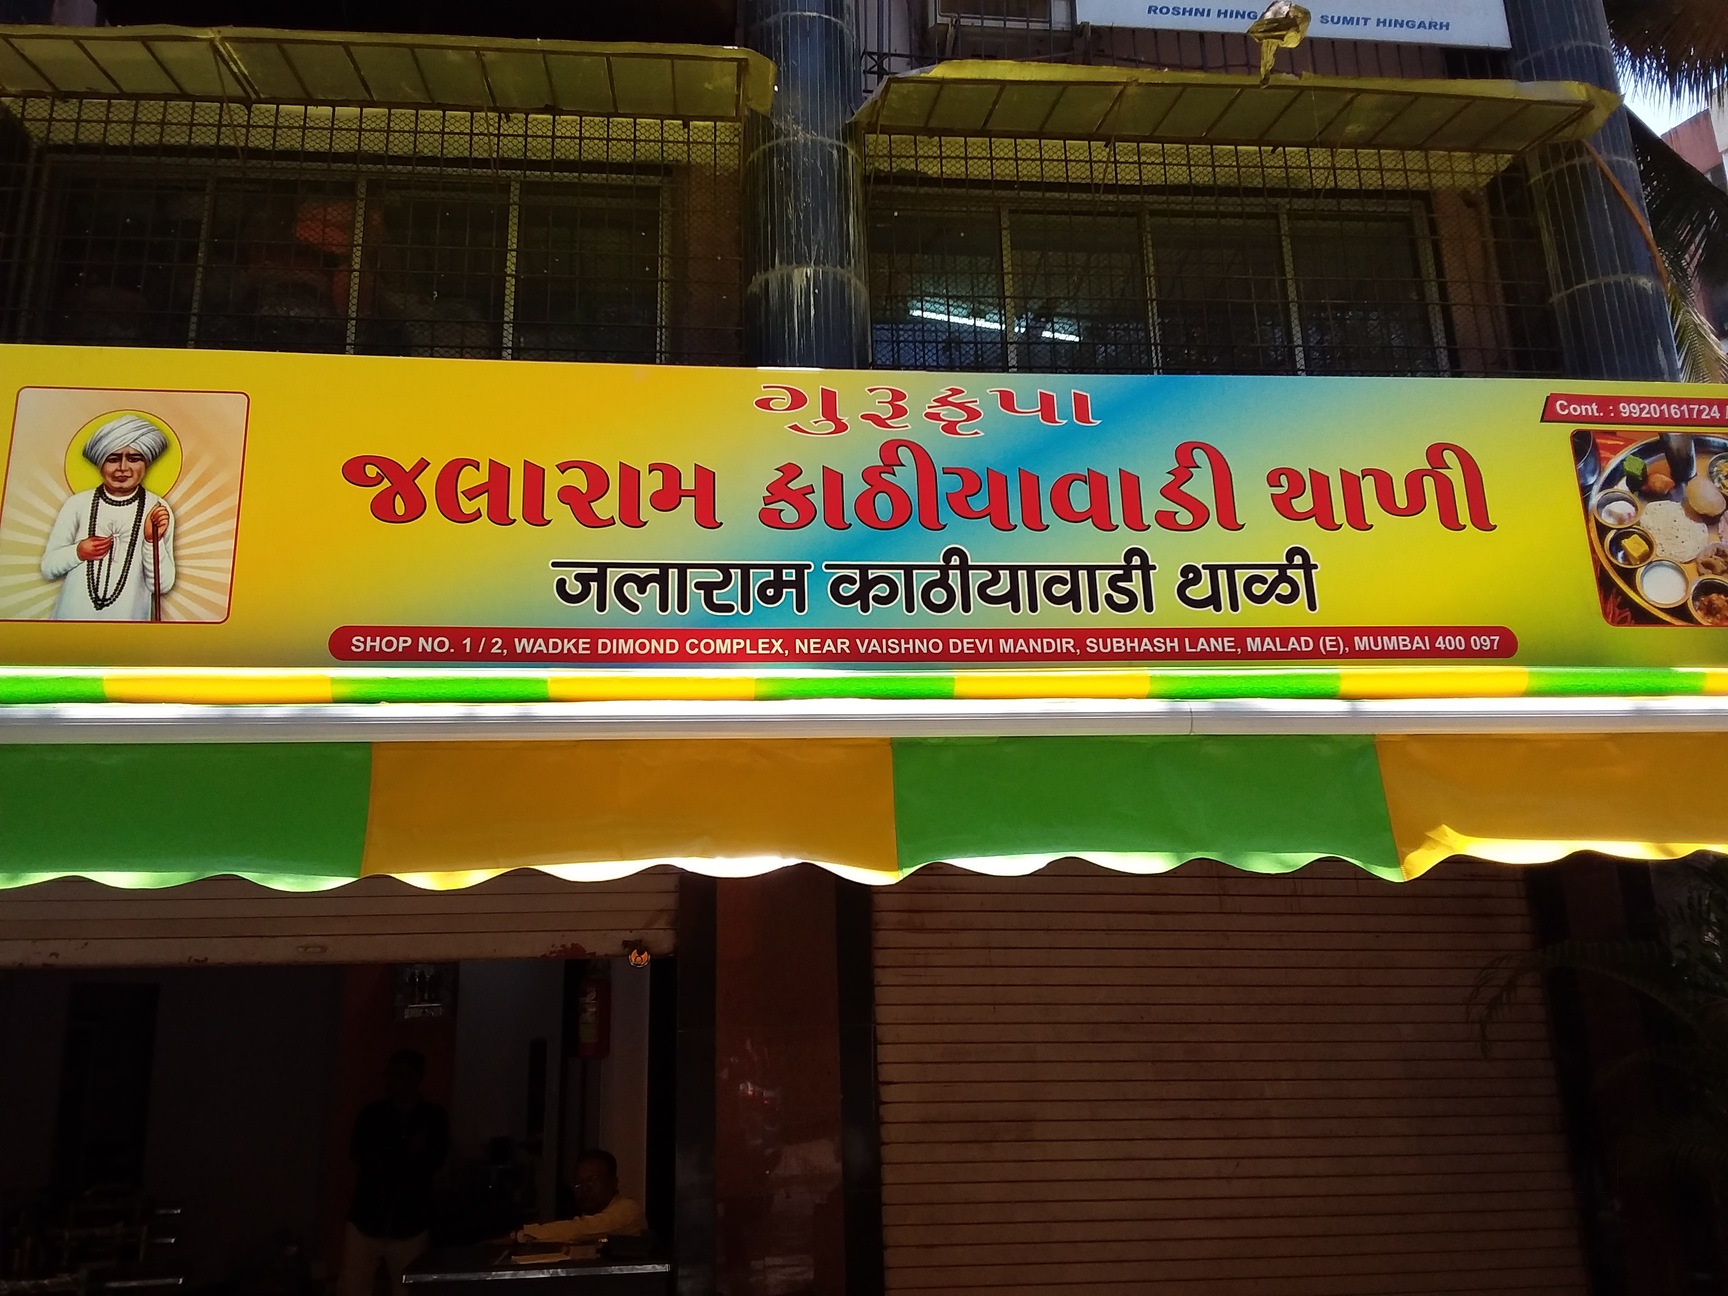 ROSHNI HING SUMIT HINGARH
ગુરૂકૃપા
Cont. : 9920161724 /
જલારામ કાઠીયાવાડી થાળી
जलाराम काठीयावाडी थाळी
SHOP NO. 1 / 2, WADKE DIMOND COMPLEX, NEAR VAISHNO DEVI MANDIR, SUBHASH LANE, MALAD (E), MUMBAI 400 097